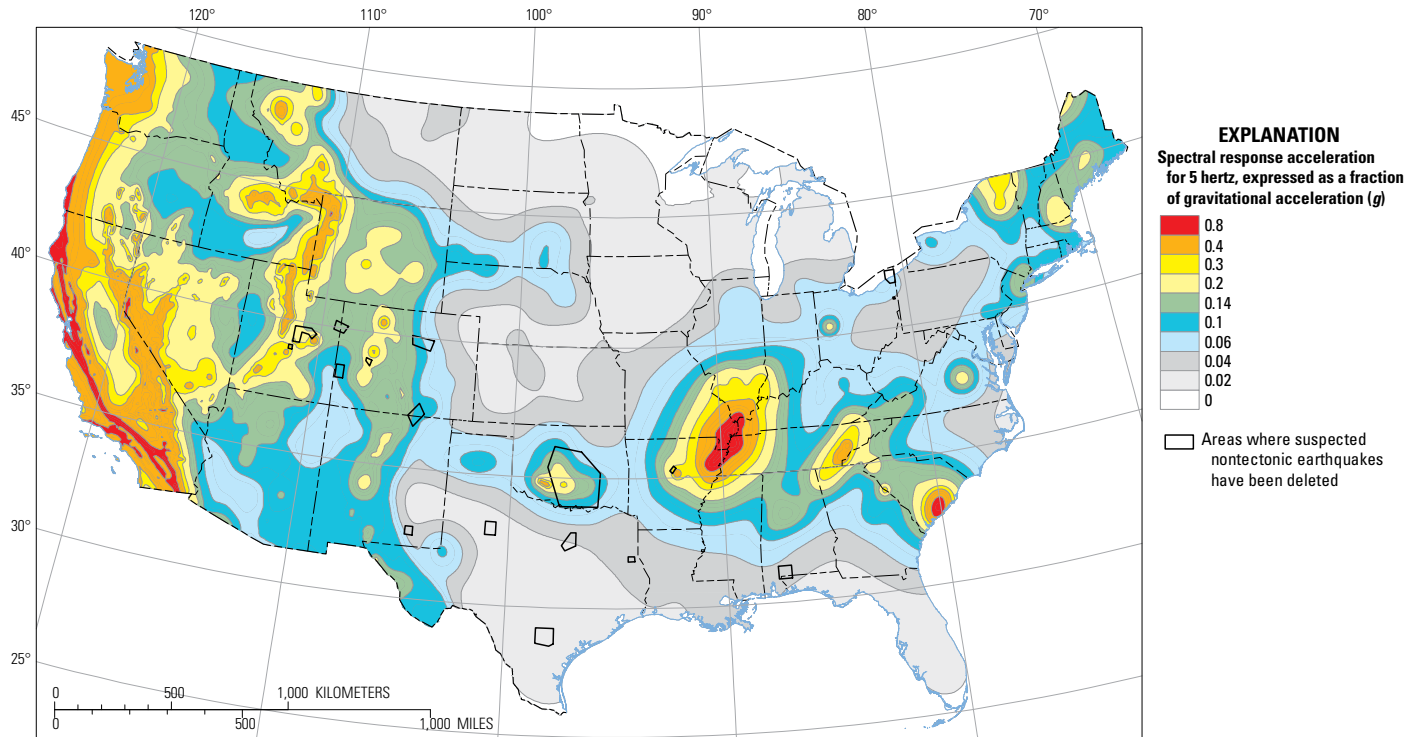 120°
110°
100°
90°
80°
70°
45°
40°
35°
30°
25°
0 500 1,000 KILOMETERS
0 500 1,000 MILES
EXPLANATION
Spectral response acceleration
for 5 hertz, expressed as a fraction
of gravitational acceleration (g)
0.8
0.4
0.3
0.2
0.14
0.1
0.06
0.04
0.02
0
Areas where suspected
nontectonic earthquakes
have been deleted